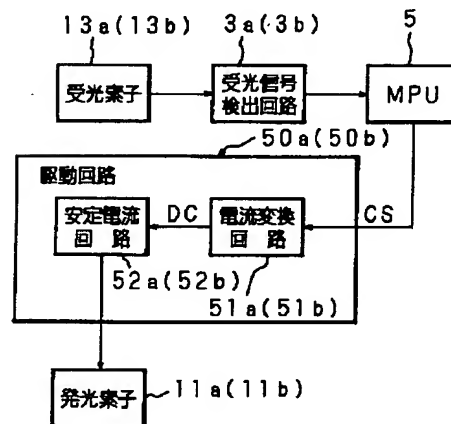 13a(13b)
3a(3b)
5
受光素子
受光信号
検出回路
MPU
50a(50b)
駆動回路
安定電流
回 路
DC
電流変換
回 路
CS
52a(52b)
51a(51b)
発光素子
11a(11b)